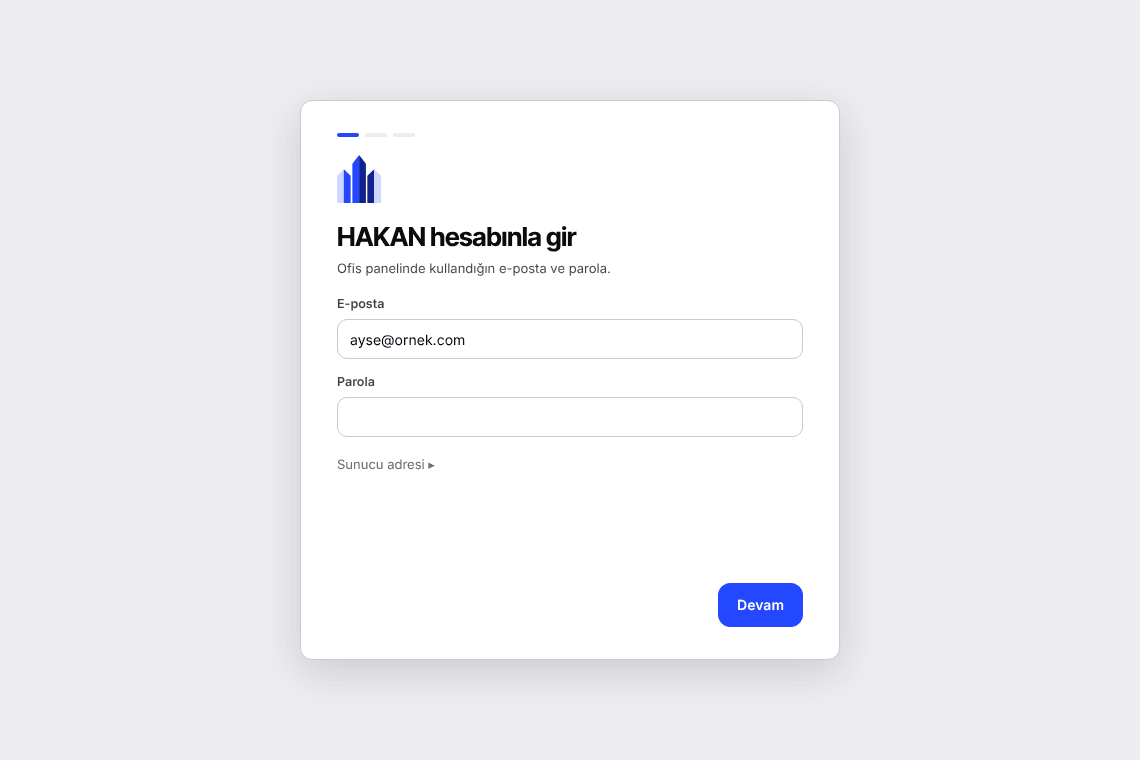 HAKAN hesabınla gir
Ofis panelinde kullandığın e-posta ve parola.
E-posta
ayse@ornek.com
Parola
Sunucu adresi ▸
Devam